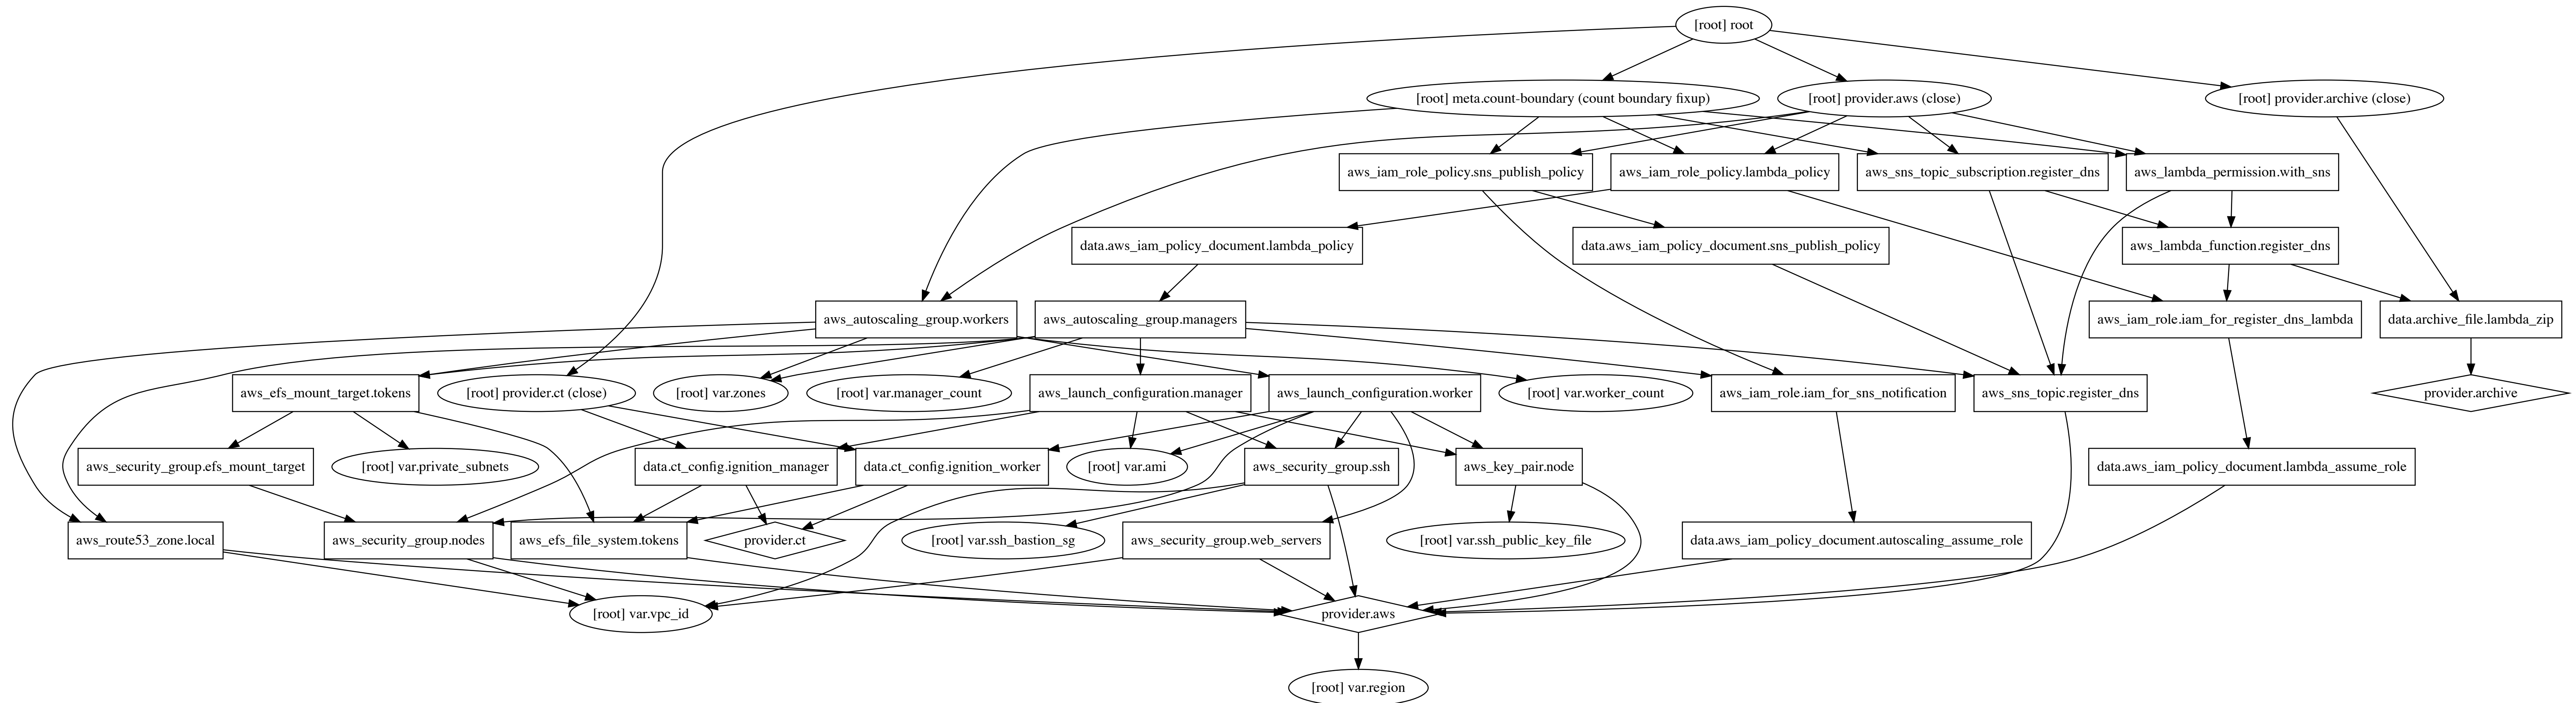 [root] root
[root] meta.count-boundary (count boundary fixup)
[root] provider.aws (close)
[root] provider.archive (close)
aws_iam_role_policy.sns_publish_policy
aws_iam_role_policy.lambda_policy
aws_sns_topic_subscription.register_dns
aws_lambda_permission.with_sns
data.aws_iam_policy_document.lambda_policy
data.aws_iam_policy_document.sns_publish_policy
aws_lambda_function.register_dns
aws_autoscaling_group.workers
aws_autoscaling_group.managers
aws_iam_role.iam_for_register_dns_lambda
data.archive_file.lambda_zip
aws_efs_mount_target.tokens
[root] provider.ct (close)
[root] var.zones
[root] var.manager_count
aws_launch_configuration.manager
aws_launch_configuration.worker
[root] var.worker_count
aws_iam_role.iam_for_sns_notification
aws_sns_topic.register_dns
provider.archive
aws_security_group.efs_mount_target
[root] var.private_subnets
data.ct_config.ignition_manager
data.ct_config.ignition_worker
[root] var.ami
aws_security_group.ssh
aws_key_pair.node
data.aws_iam_policy_document.lambda_assume_role
aws_route53_zone.local
aws_security_group.nodes
aws_efs_file_system.tokens
provider.ct
[root] var.ssh_bastion_sg
aws_security_group.web_servers
[root] var.ssh_public_key_file
data.aws_iam_policy_document.autoscaling_assume_role
[root] var.vpc_id
provider.aws
[root] var.region